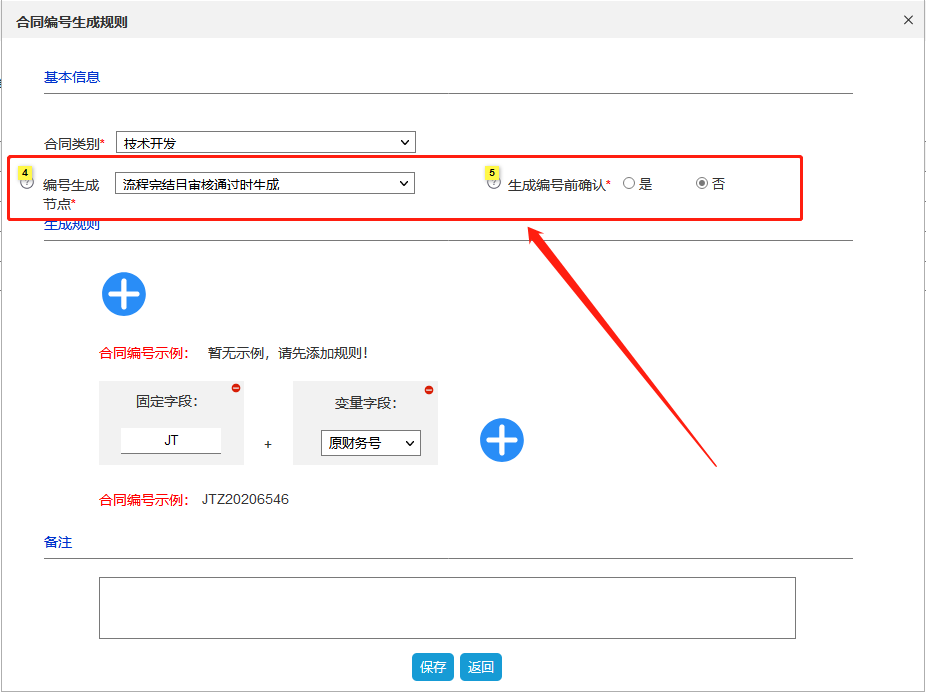 合同编号生成规则
基本信息
合同类别* 技术开发
4 ? 编号生成节点* 流程完结且审核通过时生成 5 ? 生成编号前确认* 是 否
生成规则
合同编号示例： 暂无示例，请先添加规则！
固定字段： 变量字段：
JT + 原财务号
合同编号示例： JTZ20206546
备注
保存 返回